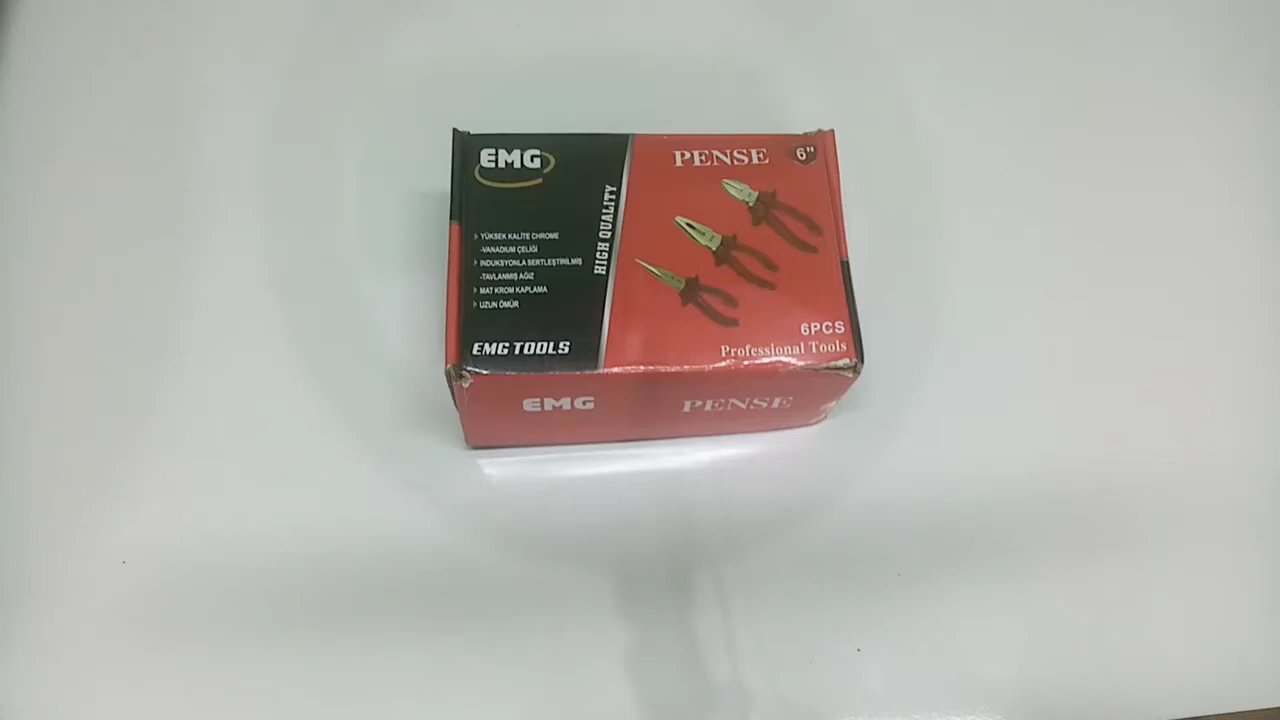 EMG
YÜKSEK KALİTE CHROME
-VANADIUM ÇELİĞİ
INDUKSYONLA SERTLEŞTİRİLMİŞ
-TAVLANMIŞ AĞIZ
MAT KROM KAPLAMA
UZUN ÖMÜR
EMG TOOLS
HIGH QUALITY
PENSE
6"
6PCS
Professional Tools
EMG
PENSE